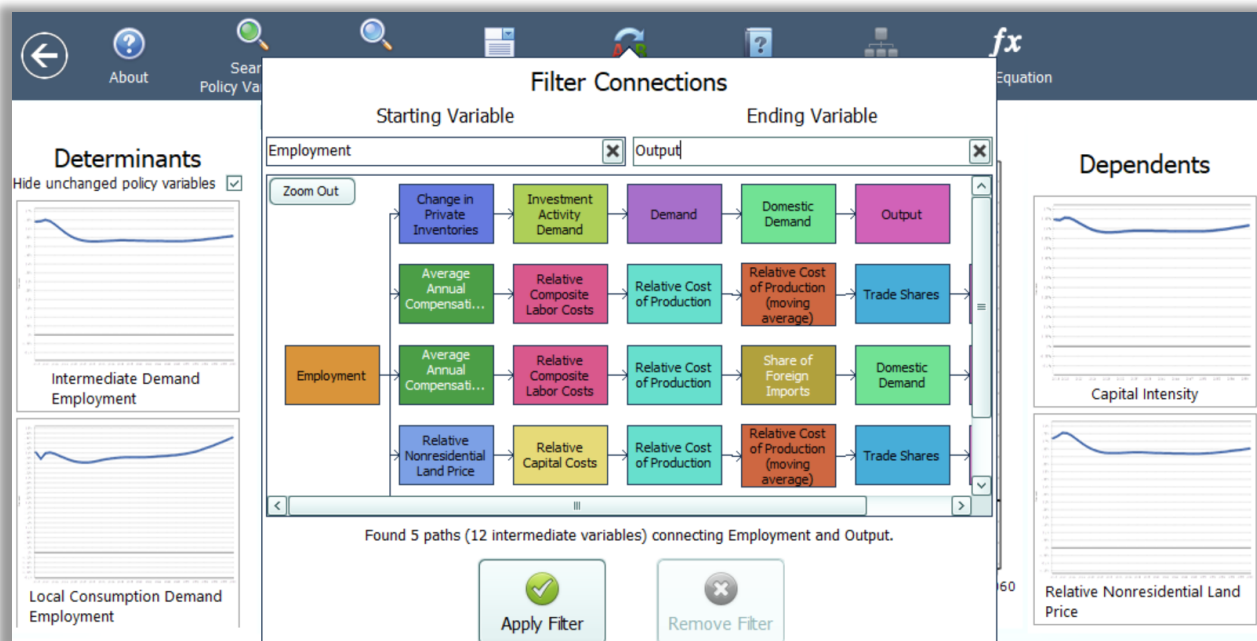 About
Sear
Policy Va
fx
Equation
Filter Connections
Starting Variable
Ending Variable
Employment
Output
Determinants
Hide unchanged policy variables
Intermediate Demand
Employment
Local Consumption Demand
Employment
Zoom Out
Change in
Private
Inventories
Investment
Activity
Demand
Demand
Domestic
Demand
Output
Average
Annual
Compensati...
Relative
Composite
Labor Costs
Relative Cost
of Production
Relative Cost
of Production
(moving
average)
Trade Shares
Employment
Average
Annual
Compensati...
Relative
Composite
Labor Costs
Relative Cost
of Production
Share of
Foreign
Imports
Domestic
Demand
Relative
Nonresidential
Land Price
Relative
Capital Costs
Relative Cost
of Production
Relative Cost
of Production
(moving
average)
Trade Shares
Found 5 paths (12 intermediate variables) connecting Employment and Output.
Apply Filter
Remove Filter
060
Dependents
Capital Intensity
Relative Nonresidential Land
Price